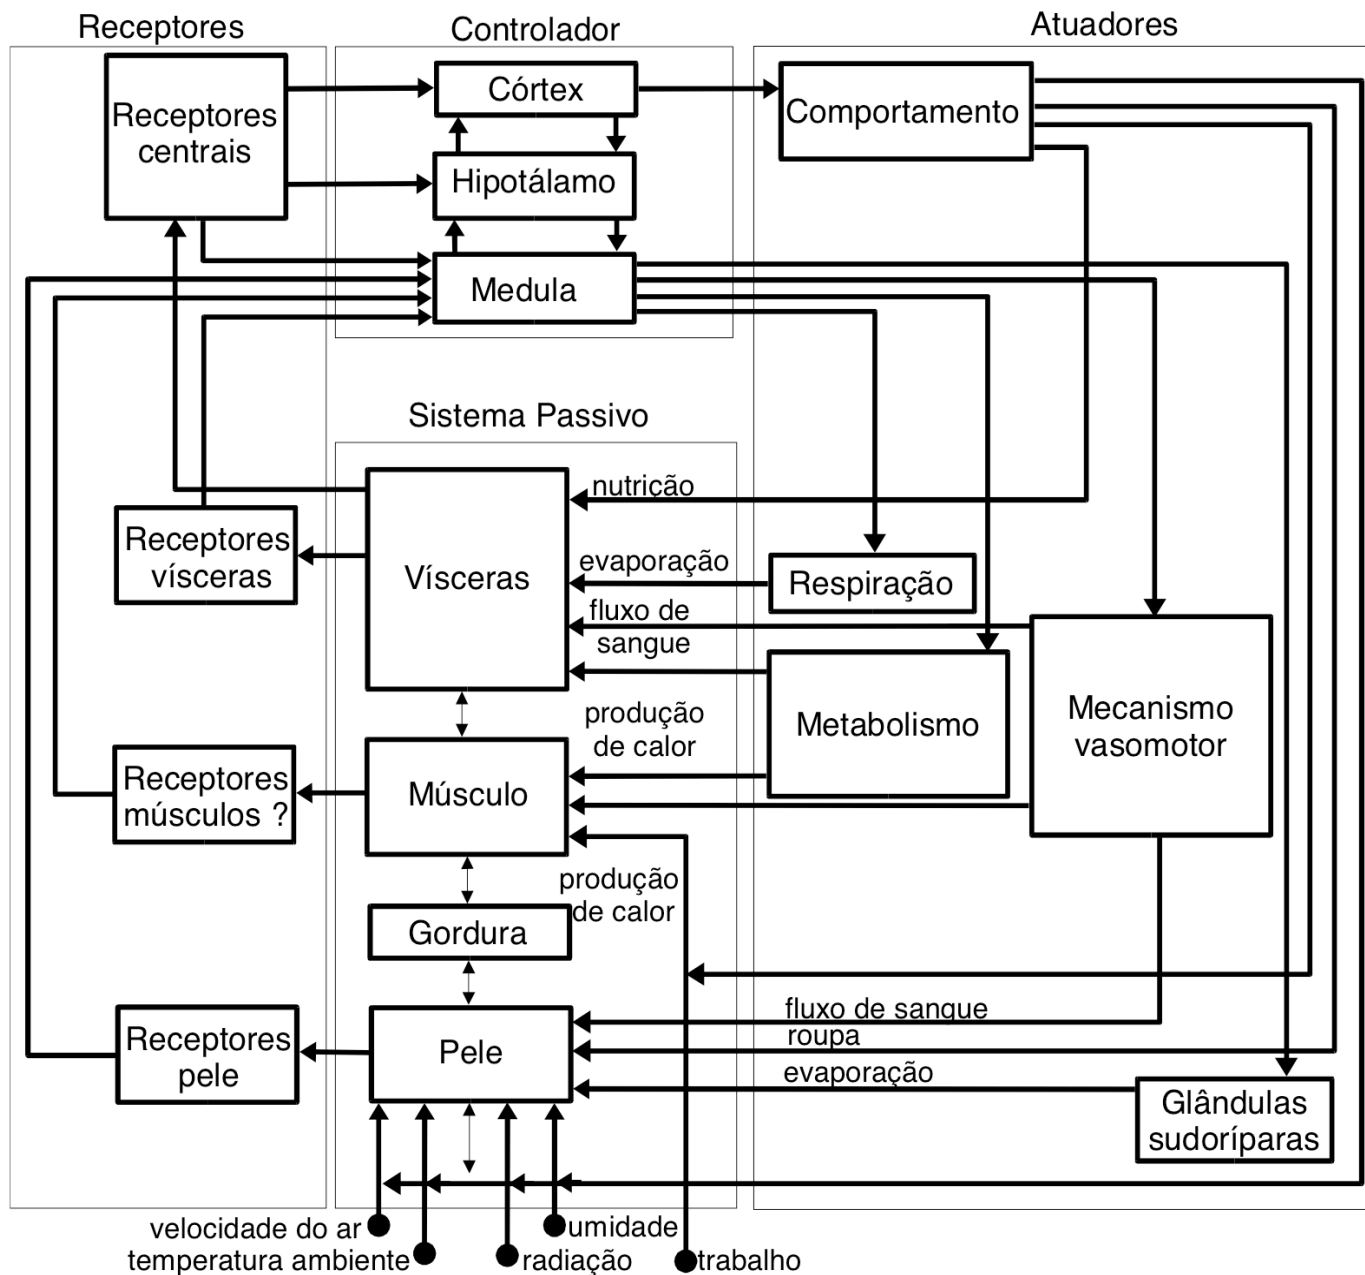 Receptores
Controlador
Atuadores
Receptores
centrais
Córtex
Comportamento
Hipotálamo
Medula
Sistema Passivo
Vísceras
nutrição
Receptores
vísceras
evaporação
Respiração
fluxo de
sangue
Metabolismo
Mecanismo
vasomotor
produção
de calor
Receptores
músculos ?
Músculo
produção
de calor
Gordura
fluxo de sangue
roupa
Receptores
pele
Pele
evaporação
Glândulas
sudoríparas
velocidade do ar
umidade
temperatura ambiente
radiação
trabalho